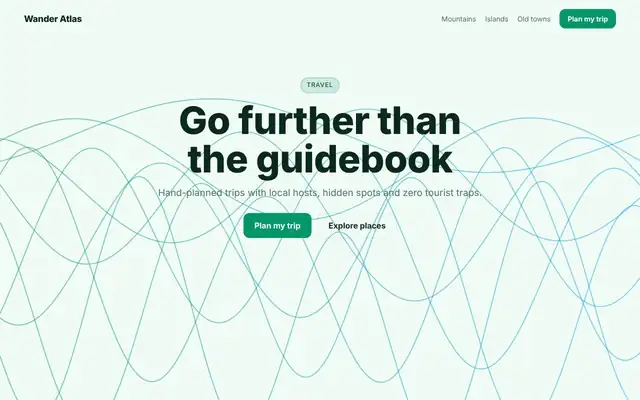 Wander Atlas
Mountains Islands Old towns Plan my trip
TRAVEL
Go further than
the guidebook
Hand-planned trips with local hosts, hidden spots and zero tourist traps.
Plan my trip Explore places